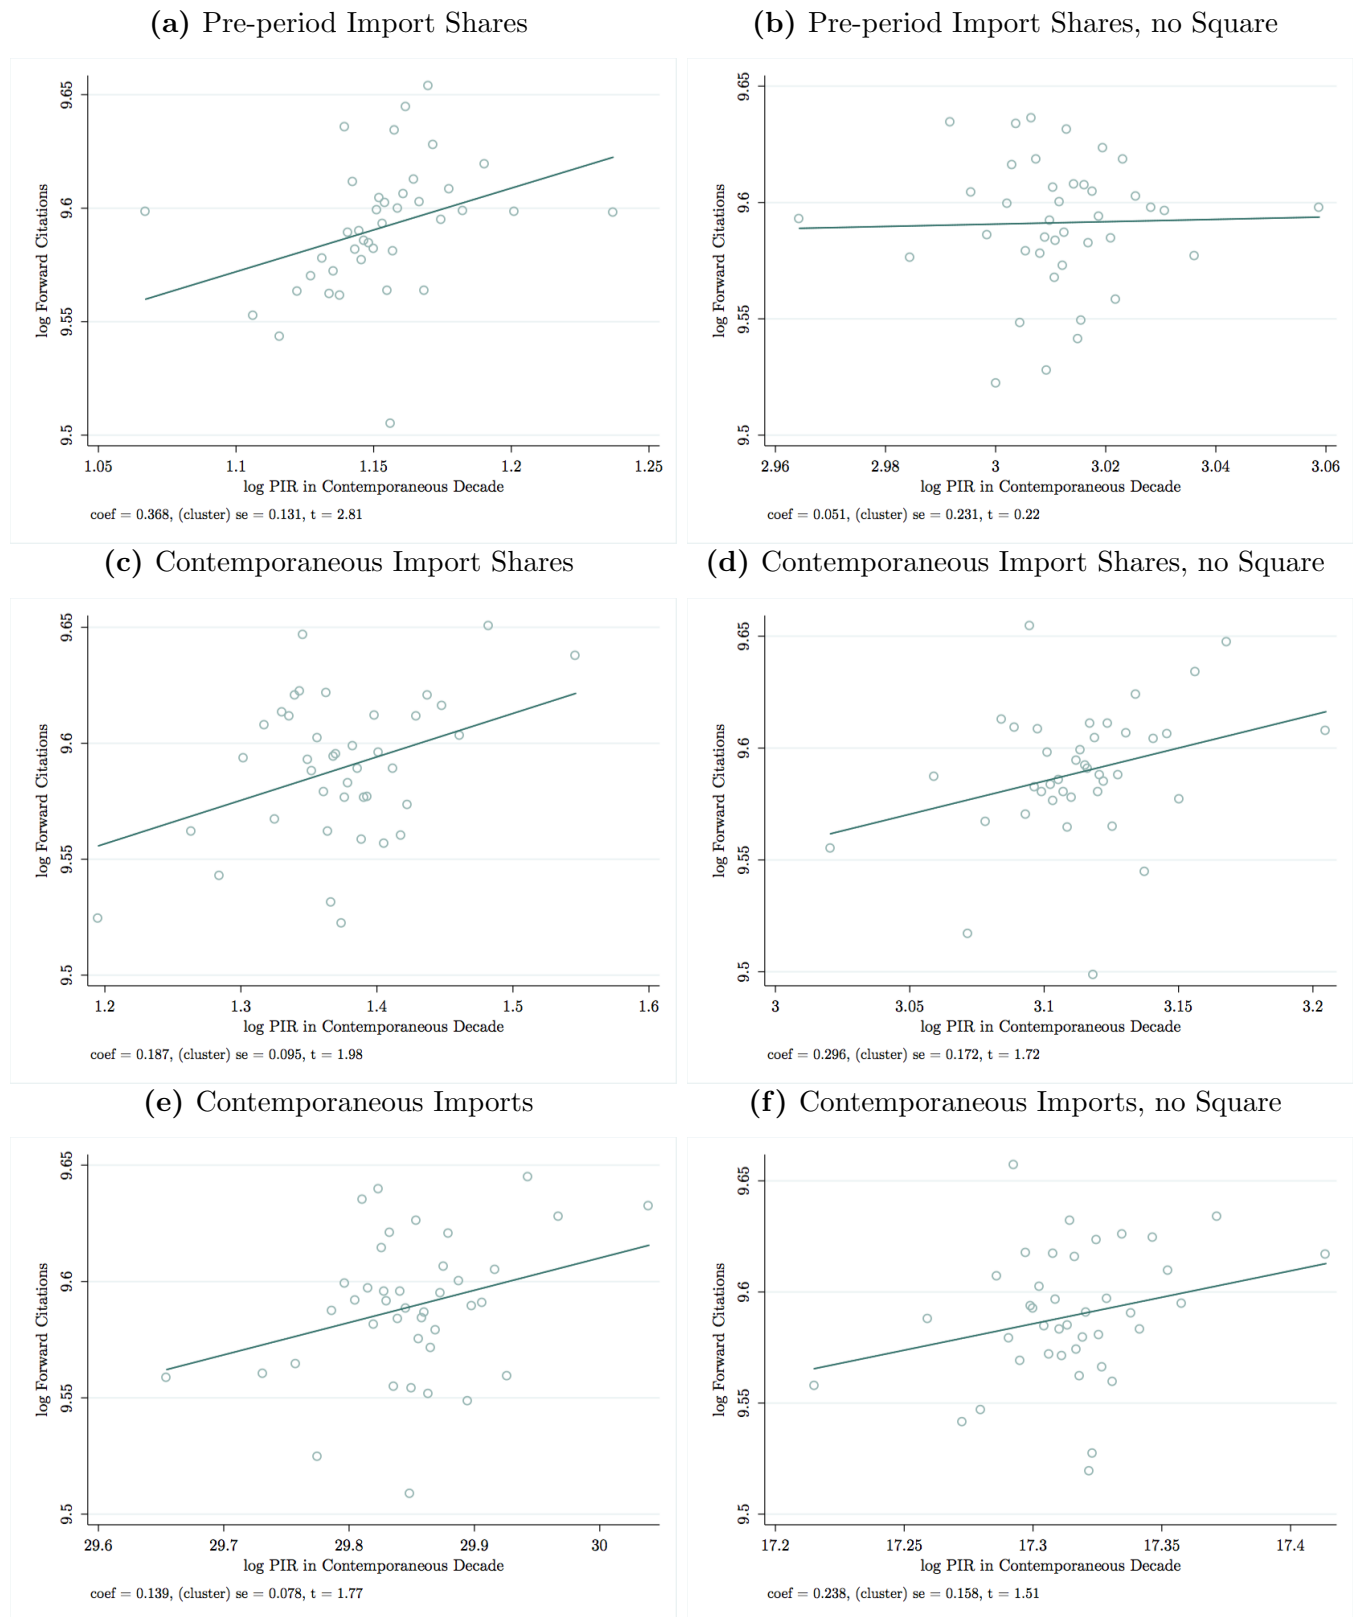 (a) Pre-period Import Shares
log Forward Citations
9.65
9.6
9.55
9.5
1.05 1.1 1.15 1.2 1.25
log PIR in Contemporaneous Decade
coef = 0.368, (cluster) se = 0.131, t = 2.81
(b) Pre-period Import Shares, no Square
log Forward Citations
9.65
9.6
9.55
9.5
2.96 2.98 3 3.02 3.04 3.06
log PIR in Contemporaneous Decade
coef = 0.051, (cluster) se = 0.231, t = 0.22
(c) Contemporaneous Import Shares
log Forward Citations
9.65
9.6
9.55
9.5
1.2 1.3 1.4 1.5 1.6
log PIR in Contemporaneous Decade
coef = 0.187, (cluster) se = 0.095, t = 1.98
(d) Contemporaneous Import Shares, no Square
log Forward Citations
9.65
9.6
9.55
9.5
3 3.05 3.1 3.15 3.2
log PIR in Contemporaneous Decade
coef = 0.296, (cluster) se = 0.172, t = 1.72
(e) Contemporaneous Imports
log Forward Citations
9.65
9.6
9.55
9.5
29.6 29.7 29.8 29.9 30
log PIR in Contemporaneous Decade
coef = 0.139, (cluster) se = 0.078, t = 1.77
(f) Contemporaneous Imports, no Square
log Forward Citations
9.65
9.6
9.55
9.5
17.2 17.25 17.3 17.35 17.4
log PIR in Contemporaneous Decade
coef = 0.238, (cluster) se = 0.158, t = 1.51